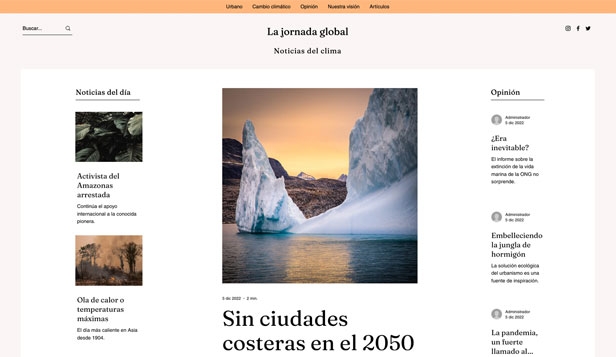 Urbano Cambio climático Opinión Nuestra visión Artículos
Buscar...
La jornada global
Noticias del clima
Noticias del día
Activista del
Amazonas
arrestada
Continúa el apoyo
internacional a la conocida
pionera.
Ola de calor o
temperaturas
máximas
El día más caliente en Asia
desde 1904.
5 dic 2022 · 2 min
Sin ciudades
costeras en el 2050
Opinión
Administrador
5 dic 2022
¿Era
inevitable?
El informe sobre la
extinción de la vida
marina de la ONG no
sorprende.
Administrador
5 dic 2022
Embelleciendo
la jungla de
hormigón
La solución ecológica
del urbanismo es una
fuente de inspiración.
Administrador
5 dic 2022
La pandemia,
un fuerte
llamado al...